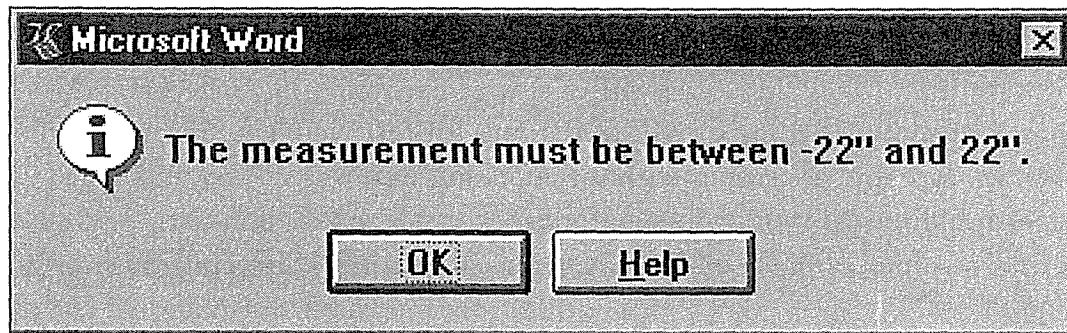 Microsoft Word
The measurement must be between -22" and 22".
OK Help